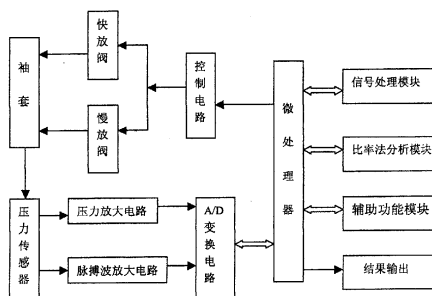 快放阀
袖套
慢放阀
控制电路
微处理器
信号处理模块
比率法分析模块
辅助功能模块
结果输出
压力传感器
压力放大电路
脉搏波放大电路
A/D变换电路